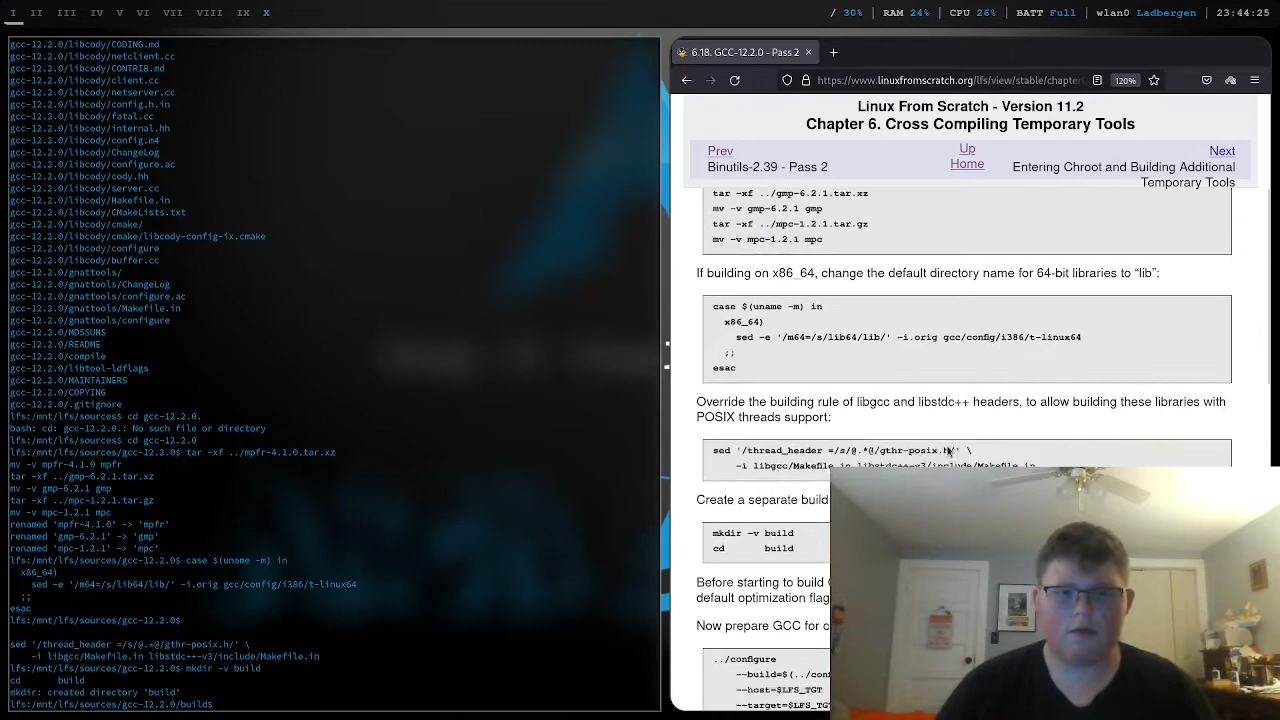 I II III IV V VI VII VIII IX X
/ 30% | RAM 24% | CPU 26% | BATT Full | wlan0 Ladbergen | 23:44:25
gcc-12.2.0/libcody/CODING.md
gcc-12.2.0/libcody/netclient.cc
gcc-12.2.0/libcody/CONTRIB.md
gcc-12.2.0/libcody/client.cc
gcc-12.2.0/libcody/netserver.cc
gcc-12.2.0/libcody/config.h.in
gcc-12.2.0/libcody/fatal.cc
gcc-12.2.0/libcody/internal.hh
gcc-12.2.0/libcody/config.m4
gcc-12.2.0/libcody/ChangeLog
gcc-12.2.0/libcody/configure.ac
gcc-12.2.0/libcody/cody.hh
gcc-12.2.0/libcody/server.cc
gcc-12.2.0/libcody/Makefile.in
gcc-12.2.0/libcody/CMakeLists.txt
gcc-12.2.0/libcody/cmake/
gcc-12.2.0/libcody/cmake/libcody-config-ix.cmake
gcc-12.2.0/libcody/configure
gcc-12.2.0/libcody/buffer.cc
gcc-12.2.0/gnattools/
gcc-12.2.0/gnattools/ChangeLog
gcc-12.2.0/gnattools/configure.ac
gcc-12.2.0/gnattools/Makefile.in
gcc-12.2.0/gnattools/configure
gcc-12.2.0/MD5SUMS
gcc-12.2.0/README
gcc-12.2.0/compile
gcc-12.2.0/libtool-ldflags
gcc-12.2.0/MAINTAINERS
gcc-12.2.0/COPYING
gcc-12.2.0/.gitignore
lfs:/mnt/lfs/sources$ cd gcc-12.2.0.
bash: cd: gcc-12.2.0.: No such file or directory
lfs:/mnt/lfs/sources$ cd gcc-12.2.0
lfs:/mnt/lfs/sources/gcc-12.2.0$ tar -xf ../mpfr-4.1.0.tar.xz
mv -v mpfr-4.1.0 mpfr
tar -xf ../gmp-6.2.1.tar.xz
mv -v gmp-6.2.1 gmp
tar -xf ../mpc-1.2.1.tar.gz
mv -v mpc-1.2.1 mpc
renamed 'mpfr-4.1.0' -> 'mpfr'
renamed 'gmp-6.2.1' -> 'gmp'
renamed 'mpc-1.2.1' -> 'mpc'
lfs:/mnt/lfs/sources/gcc-12.2.0$ case $(uname -m) in
x86_64)
sed -e '/m64=/s/lib64/lib/' -i.orig gcc/config/i386/t-linux64
;;
esac
lfs:/mnt/lfs/sources/gcc-12.2.0$
sed '/thread_header =/s/@.*@/gthr-posix.h/' \
-i libgcc/Makefile.in libstdc++-v3/include/Makefile.in
lfs:/mnt/lfs/sources/gcc-12.2.0$ mkdir -v build
cd build
mkdir: created directory 'build'
lfs:/mnt/lfs/sources/gcc-12.2.0/build$
6.18. GCC-12.2.0 - Pass 2
https://www.linuxfromscratch.org/lfs/view/stable/chapter
120%
Linux From Scratch - Version 11.2
Chapter 6. Cross Compiling Temporary Tools
Prev Up Next
Binutils-2.39 - Pass 2 Home Entering Chroot and Building Additional
Temporary Tools
tar -xf ../gmp-6.2.1.tar.xz
mv -v gmp-6.2.1 gmp
tar -xf ../mpc-1.2.1.tar.gz
mv -v mpc-1.2.1 mpc
If building on x86_64, change the default directory name for 64-bit libraries to “lib”:
case $(uname -m) in
x86_64)
sed -e '/m64=/s/lib64/lib/' -i.orig gcc/config/i386/t-linux64
;;
esac
Override the building rule of libgcc and libstdc++ headers, to allow building these libraries with
POSIX threads support:
sed '/thread_header =/s/@.*@/gthr-posix.h/' \
-i libgcc/Makefile.in libstdc++-v3/include/Makefile.in
Create a separate build
mkdir -v build
cd build
Before starting to build
default optimization flag
Now prepare GCC for
../configure
--build=$(../con
--host=$LFS_TGT
--target=$LFS_TG